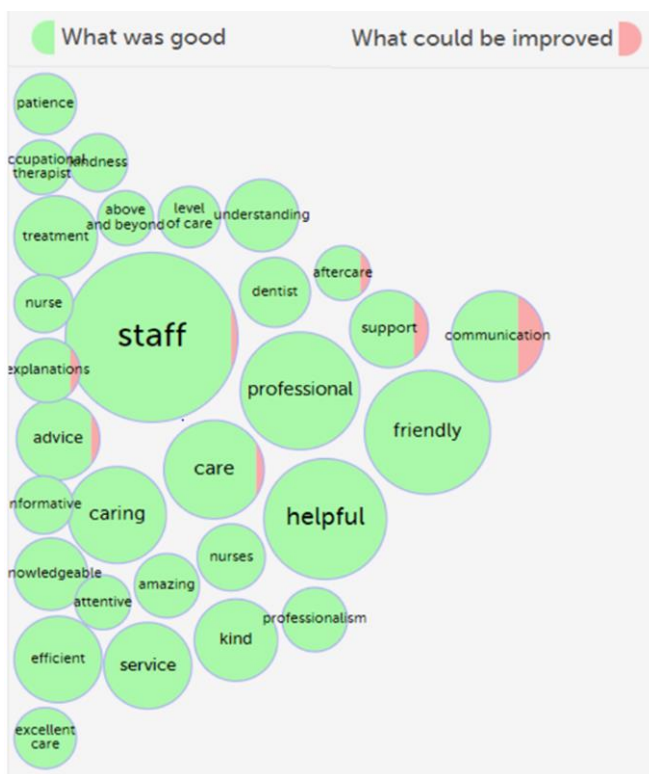 What was good
What could be improved
patience
ccupational
therapist
kindness
above
and beyond
level
of care
understanding
treatment
aftercare
dentist
nurse
support
communication
staff
explanations
professional
friendly
advice
care
nformative
caring
helpful
nurses
nowledgeable
amazing
attentive
professionalism
kind
efficient
service
excellent
care